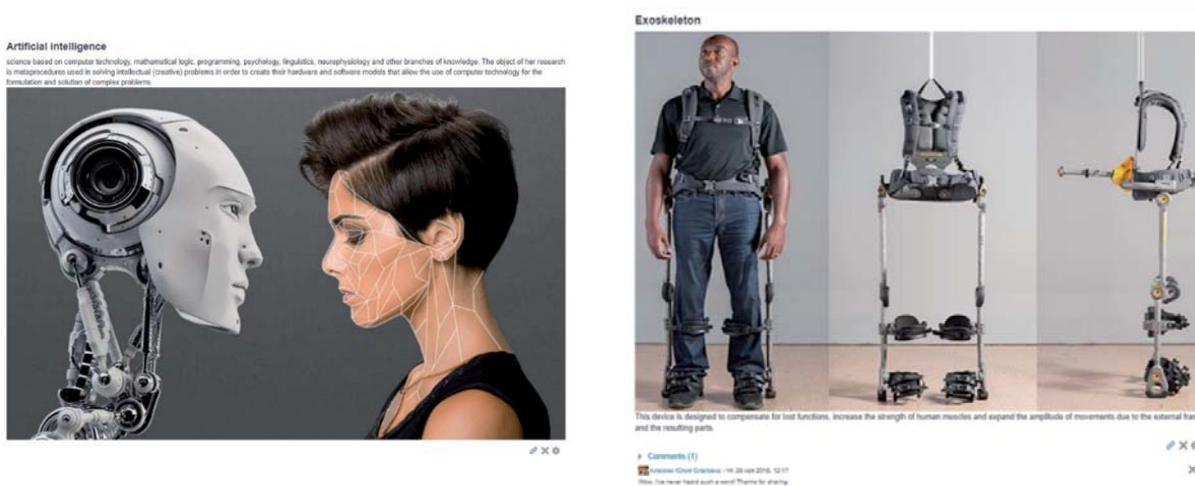 Artificial intelligence
science based on computer technology, mathematical logic, programming, psychology, linguistics, neurophysiology and other branches of knowledge. The object of her research
is metaprocedures used in solving intellectual (creative) problems in order to create their hardware and software models that allow the use of computer technology for the
formulation and solution of complex problems.
Exoskeleton
This device is designed to compensate for lost functions, increase the strength of human muscles and expand the amplitude of movements due to the external
and the resulting parts.
Comments (1)
2018, 12:17
Wow, I've never heard such a word! Thanks for sharing